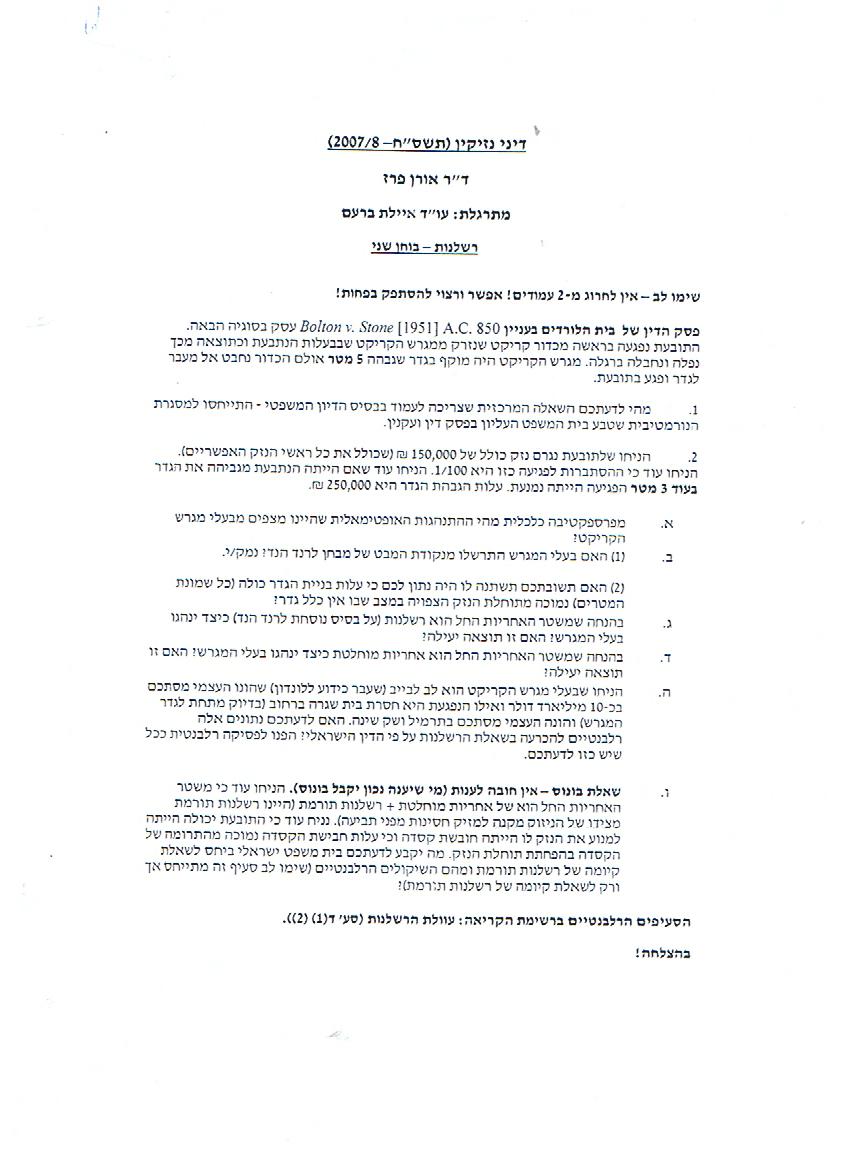 דיני נזיקין (תשס״ח– 2007/8)
ד״ר אורן פרז
מתרגלת: עו״ד איילת ברעם
רשלנות – בוחן שני
שימו לב – אין לחרוג מ-2 עמודים! אפשר ורצוי להסתפק בפחות!
פסק הדין של בית הלורדים בעניין Bolton v. Stone [1951] A.C. 850 עסק בסוגיה הבאה.
התובעת נפגעה בראשה מכדור קריקט שנזרק ממגרש הקריקט שבבעלות הנתבעת וכתוצאה מכך
נפלה ונחבלה ברגלה. מגרש הקריקט היה מוקף בגדר שגבהה 5 מטר אולם הכדור נחבט אל מעבר
לגדר ופגע בתובעת.
1. מהי לדעתכם השאלה המרכזית שצריכה לעמוד בבסיס הדיון המשפטי - התייחסו למסגרת
הנורמטיבית שטבע בית המשפט העליון בפסק דין ועקנין.
2. הניחו שלתובעת נגרם נזק כולל של 150,000 ₪ (שכולל את כל ראשי הנזק האפשריים).
הניחו עוד כי ההסתברות לפגיעה כזו היא 1/100. הניחו עוד שאם הייתה הנתבעת מגביהה את הגדר
בעוד 3 מטר הפגיעה הייתה נמנעת. עלות הגבהת הגדר היא 250,000 ₪.
א. מפרספקטיבה כלכלית מהי ההתנהגות האופטימאלית שהיינו מצפים מבעלי מגרש
הקריקט?
ב. (1) האם בעלי המגרש התרשלו מנקודת המבט של מבחן לרנד הנד? נמק/י.
(2) האם תשובתכם תשתנה לו היה נתון לכם כי עלות בניית הגדר כולה (כל שמונת
המטרים) נמוכה מתוחלת הנזק הצפויה במצב שבו אין כלל גדר?
ג. בהנחה שמשטר האחריות החל הוא רשלנות (על בסיס נוסחת לרנד הנד) כיצד ינהגו
בעלי המגרש? האם זו תוצאה יעילה?
ד. בהנחה שמשטר האחריות החל הוא אחריות מוחלטת כיצד ינהגו בעלי המגרש? האם זו
תוצאה יעילה?
ה. הניחו שבעלי מגרש הקריקט הוא לב לבייב (שעבר כידוע ללונדון) שהונו העצמי מסתכם
בכ-10 מיליארד דולר ואילו הנפגעת היא חסרת בית שגרה ברחוב (בדיוק מתחת לגדר
המגרש) והונה העצמי מסתכם בתרמיל ושק שינה. האם לדעתכם נתונים אלה
רלבנטיים להכרעה בשאלת הרשלנות על פי הדין הישראלי? הפנו לפסיקה רלבנטית ככל
שיש כזו לדעתכם.
ו. שאלת בונוס – אין חובה לענות (מי שיענה נכון יקבל בונוס). הניחו עוד כי משטר
האחריות החל הוא של אחריות מוחלטת + רשלנות תורמת (היינו רשלנות תורמת
מצידו של הניזוק מקנה למזיק חסינות מפני תביעה). נניח עוד כי התובעת יכולה הייתה
למנוע את הנזק לו הייתה חובשת קסדה וכי עלות חבישת הקסדה נמוכה מהתרומה של
הקסדה בהפחתת תוחלת הנזק. מה יקבע לדעתכם בית משפט ישראלי ביחס לשאלת
קיומה של רשלנות תורמת ומהם השיקולים הרלבנטיים (שימו לב סעיף זה מתייחס אך
ורק לשאלת קיומה של רשלנות תורמת)?
הסעיפים הרלבנטיים ברשימת הקריאה: עוולת הרשלנות (סע׳ ד(1) (2)).
בהצלחה!